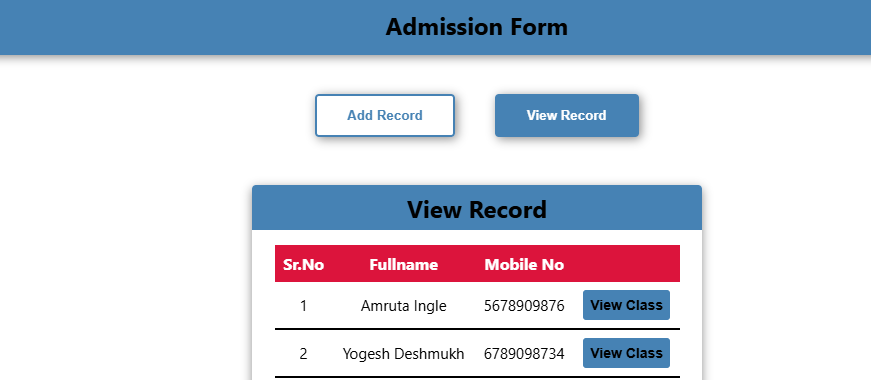 Admission Form
Add Record View Record
View Record
Sr.No Fullname Mobile No
1 Amruta Ingle 5678909876 View Class
2 Yogesh Deshmukh 6789098734 View Class